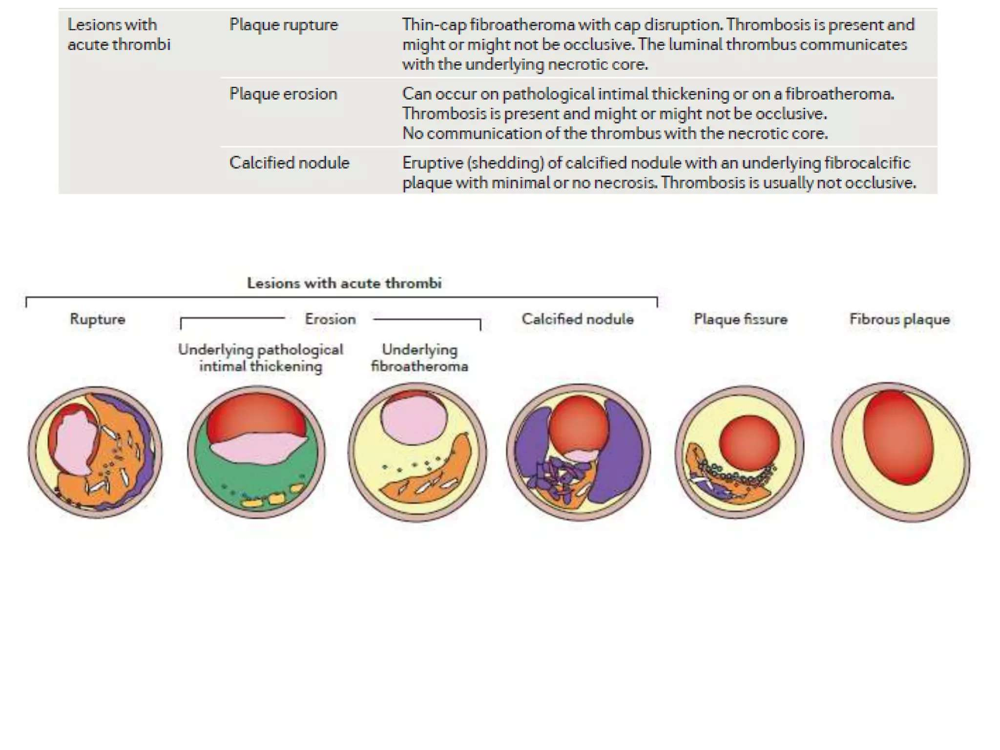 Lesions with
acute thrombi
Plaque rupture
Thin-cap fibroatheroma with cap disruption. Thrombosis is present and
might or might not be occlusive. The luminal thrombus communicates
with the underlying necrotic core.
Plaque erosion
Can occur on pathological intimal thickening or on a fibroatheroma.
Thrombosis is present and might or might not be occlusive.
No communication of the thrombus with the necrotic core.
Calcified nodule
Eruptive (shedding) of calcified nodule with an underlying fibrocalcific
plaque with minimal or no necrosis. Thrombosis is usually not occlusive.
Lesions with acute thrombi
Rupture
Erosion
Calcified nodule
Plaque fissure
Fibrous plaque
Underlying pathological
intimal thickening
Underlying
fibroatheroma